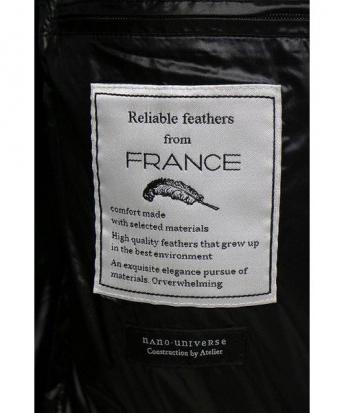 Reliable feathers
from
FRANCE
comfort made
with selected materials
High quality feathers that grew up
in the best environment
An exquisite elegance pursue of
materials. Orverwhelming
nano·universe
Construction by Atelier